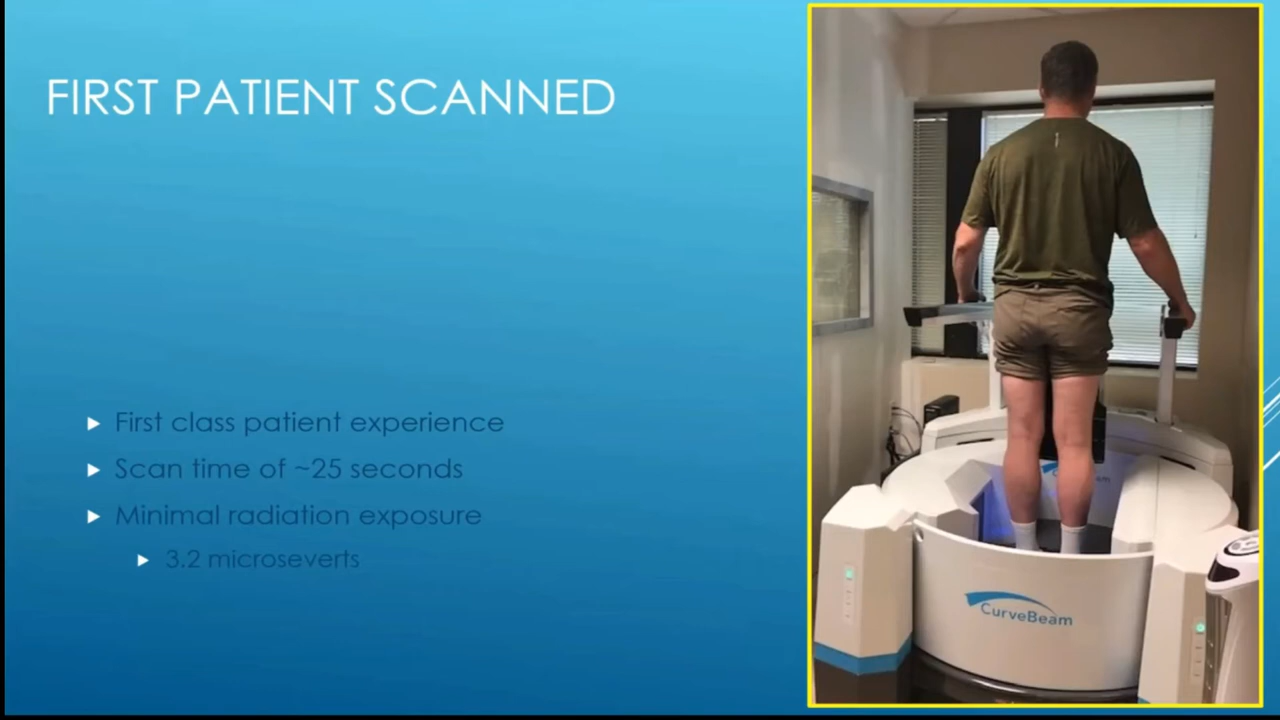 FIRST PATIENT SCANNED
First class patient experience
Scan time of ~25 seconds
Minimal radiation exposure
3.2 microseverts
CurveBeam